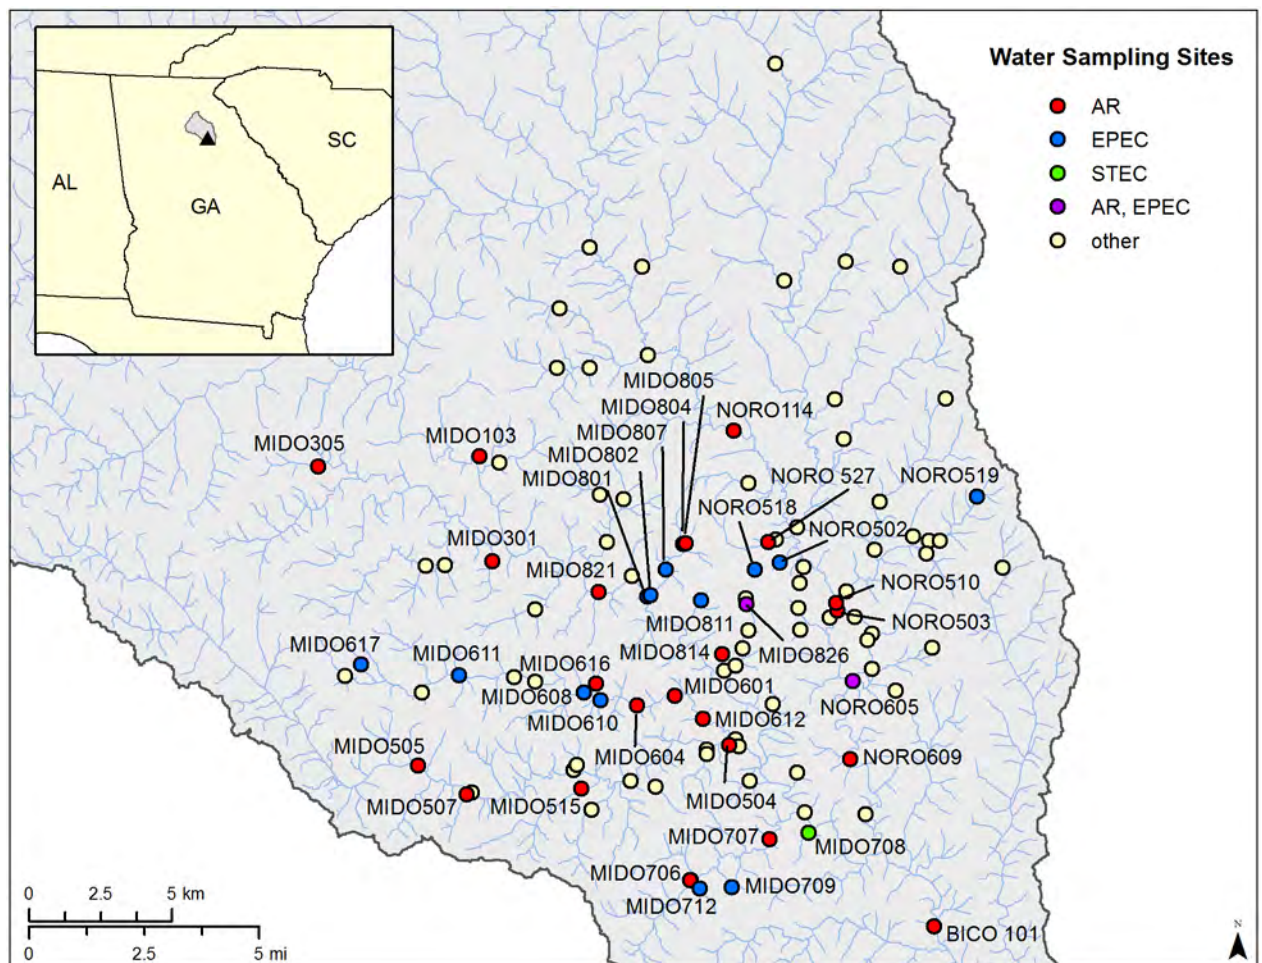 Water Sampling Sites
AR
EPEC
STEC
AR, EPEC
other
AL
GA
SC
MIDO805
MIDO804
NORO114
MIDO305
MIDO103
MIDO807
MIDO802
MIDO801
NORO 527
NORO519
NORO518
NORO502
MIDO301
MIDO821
NORO510
MIDO811
NORO503
MIDO617
MIDO611
MIDO616
MIDO814
MIDO826
MIDO608
MIDO601
NORO605
MIDO610
MIDO612
MIDO505
MIDO604
NORO609
MIDO507
MIDO515
MIDO504
MIDO707
MIDO708
MIDO706
MIDO709
MIDO712
BICO 101
0 2.5 5 km
0 2.5 5 mi
N